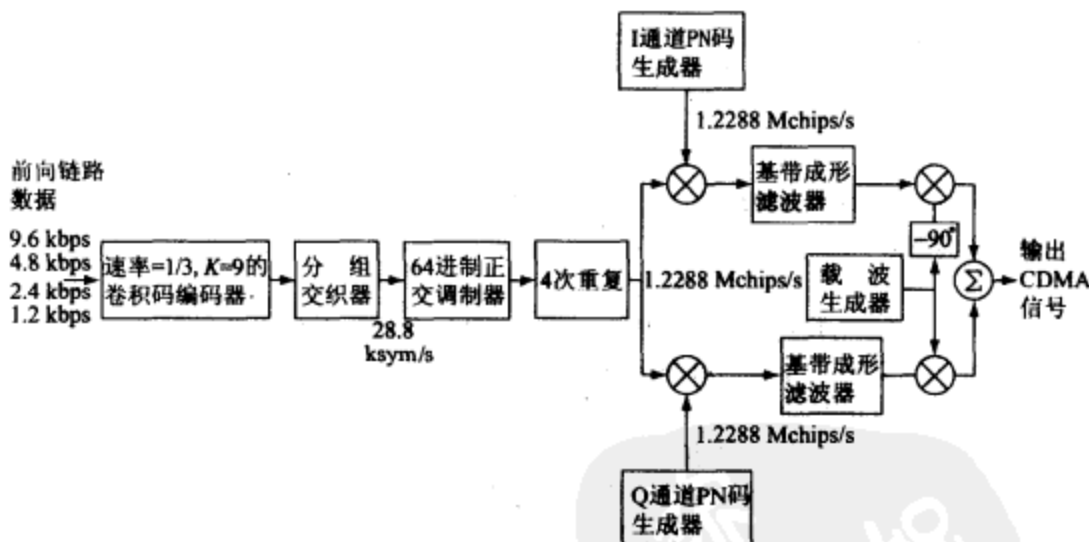 I通道PN码
生成器
1.2288 Mchips/s
前向链路
数据
9.6 kbps
4.8 kbps
2.4 kbps
1.2 kbps
速率=1/3, K=9的
卷积码编码器
分 组
交织器
28.8
ksym/s
64进制正
交调制器
4次重复
1.2288 Mchips/s
基带成形
滤波器
-90°
载 波
生成器
Σ
输出
CDMA
信号
基带成形
滤波器
1.2288 Mchips/s
Q通道PN码
生成器